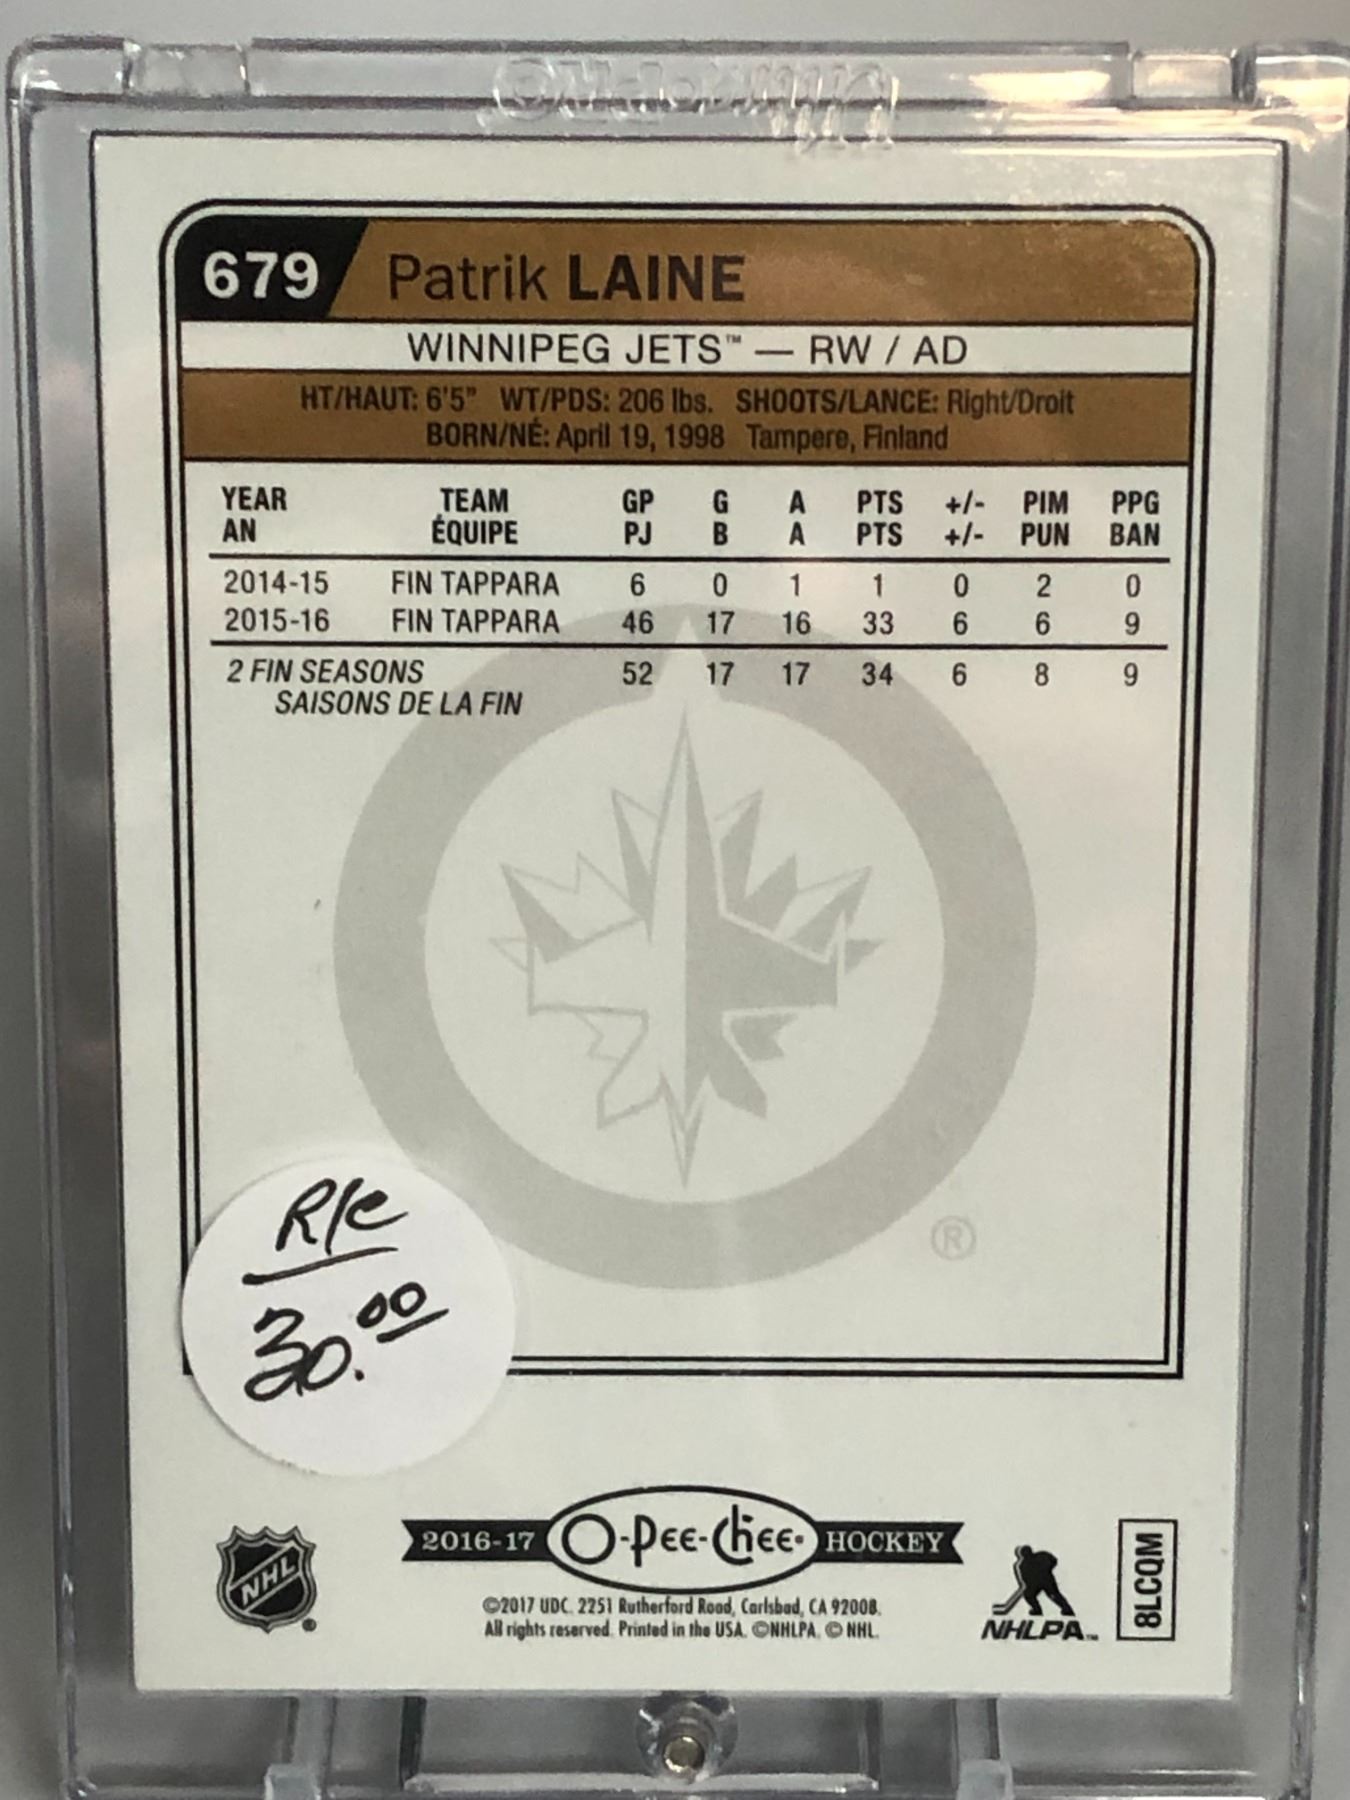 ULTRA•PRO®
679 Patrik LAINE
WINNIPEG JETS™ — RW / AD
HT/HAUT: 6'5" WT/PDS: 206 lbs. SHOOTS/LANCE: Right/Droit
BORN/NÉ: April 19, 1998 Tampere, Finland
YEAR TEAM GP G A PTS +/- PIM PPG
AN ÉQUIPE PJ B A PTS +/- PUN BAN
2014-15 FIN TAPPARA 6 0 1 1 0 2 0
2015-16 FIN TAPPARA 46 17 16 33 6 6 9
2 FIN SEASONS 52 17 17 34 6 8 9
SAISONS DE LA FIN
®
R/C
30.00
NHL ®
2016-17 O-Pee-Chee HOCKEY
©2017 UDC. 2251 Rutherford Road, Carlsbad, CA 92008.
All rights reserved. Printed in the USA. ©NHLPA. © NHL.
NHLPA™
8LCQM